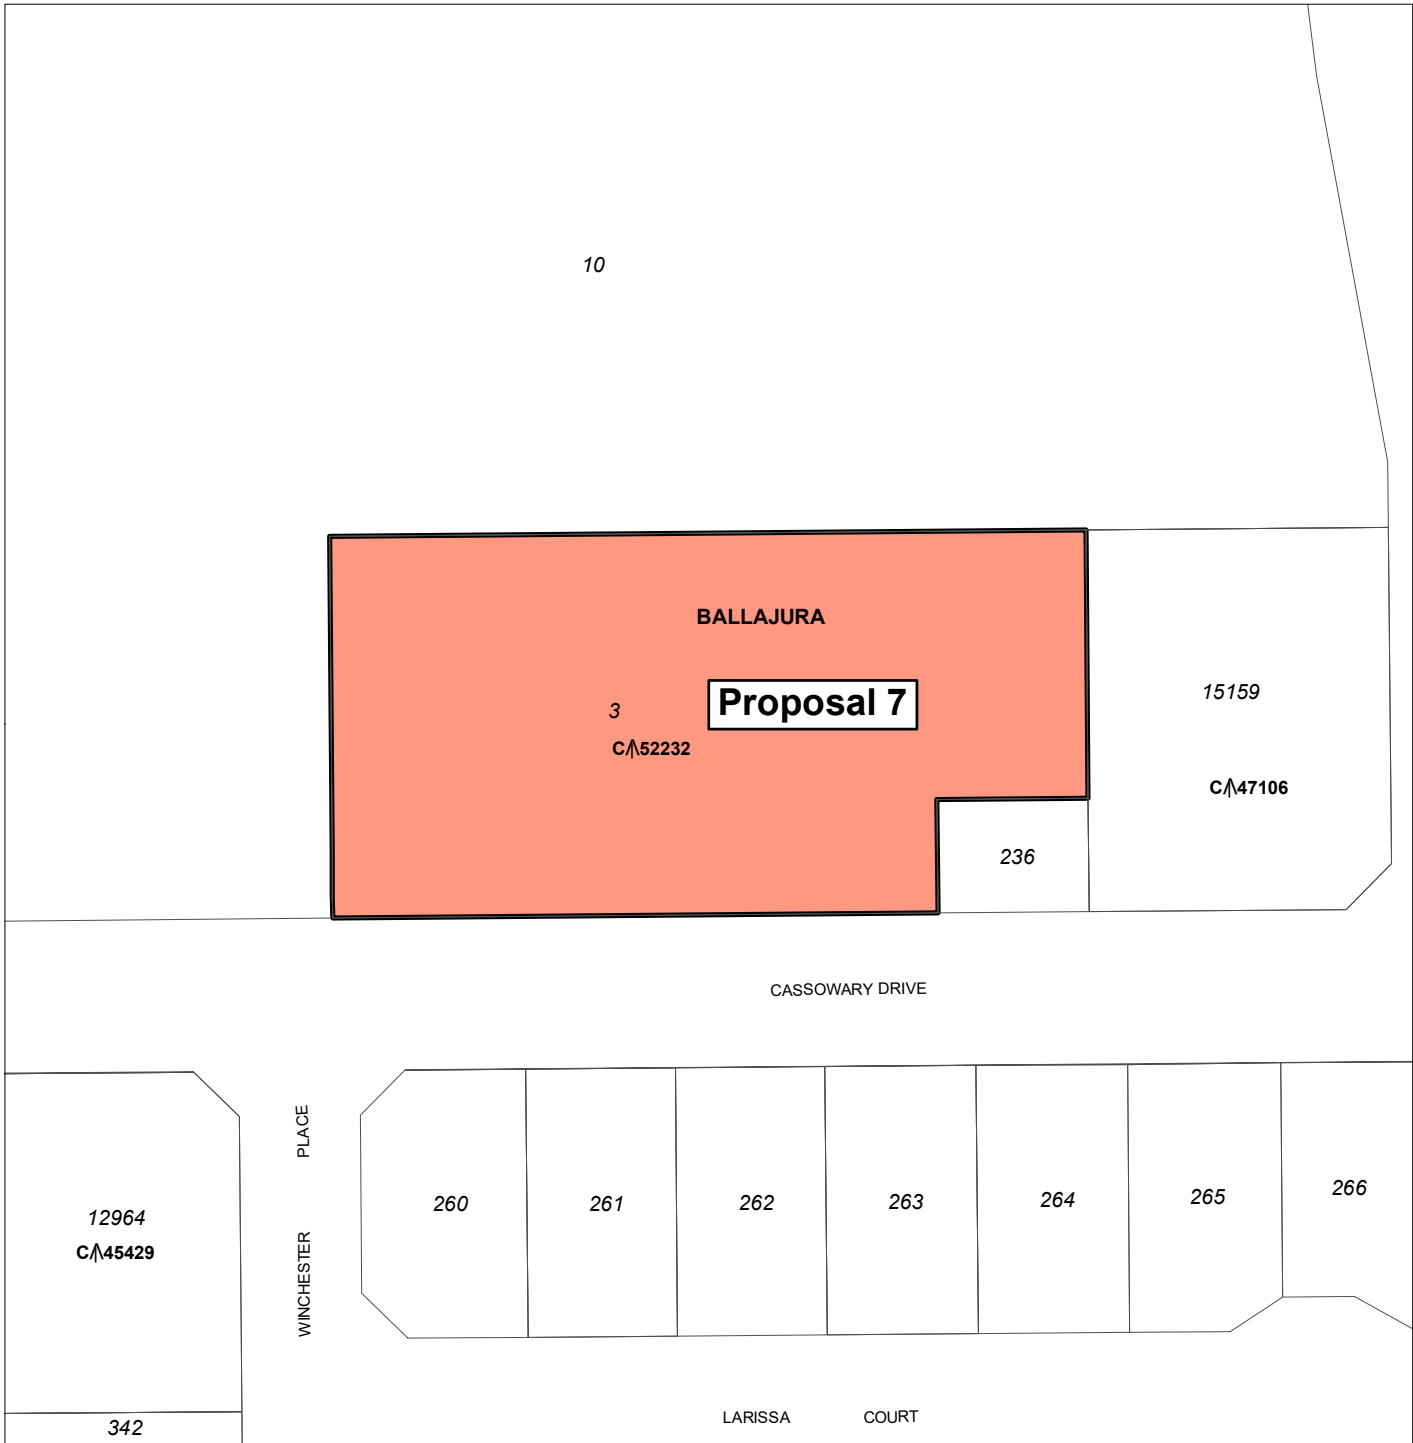 10
BALLAJURA
3
Proposal 7
C/\52232
15159
C/\47106
236
CASSOWARY DRIVE
WINCHESTER PLACE
260
261
262
263
264
265
266
12964
C/\45429
342
LARISSA COURT